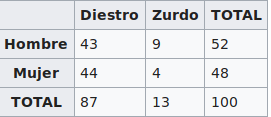 Diestro Zurdo TOTAL
Hombre 43 9 52
Mujer 44 4 48
TOTAL 87 13 100